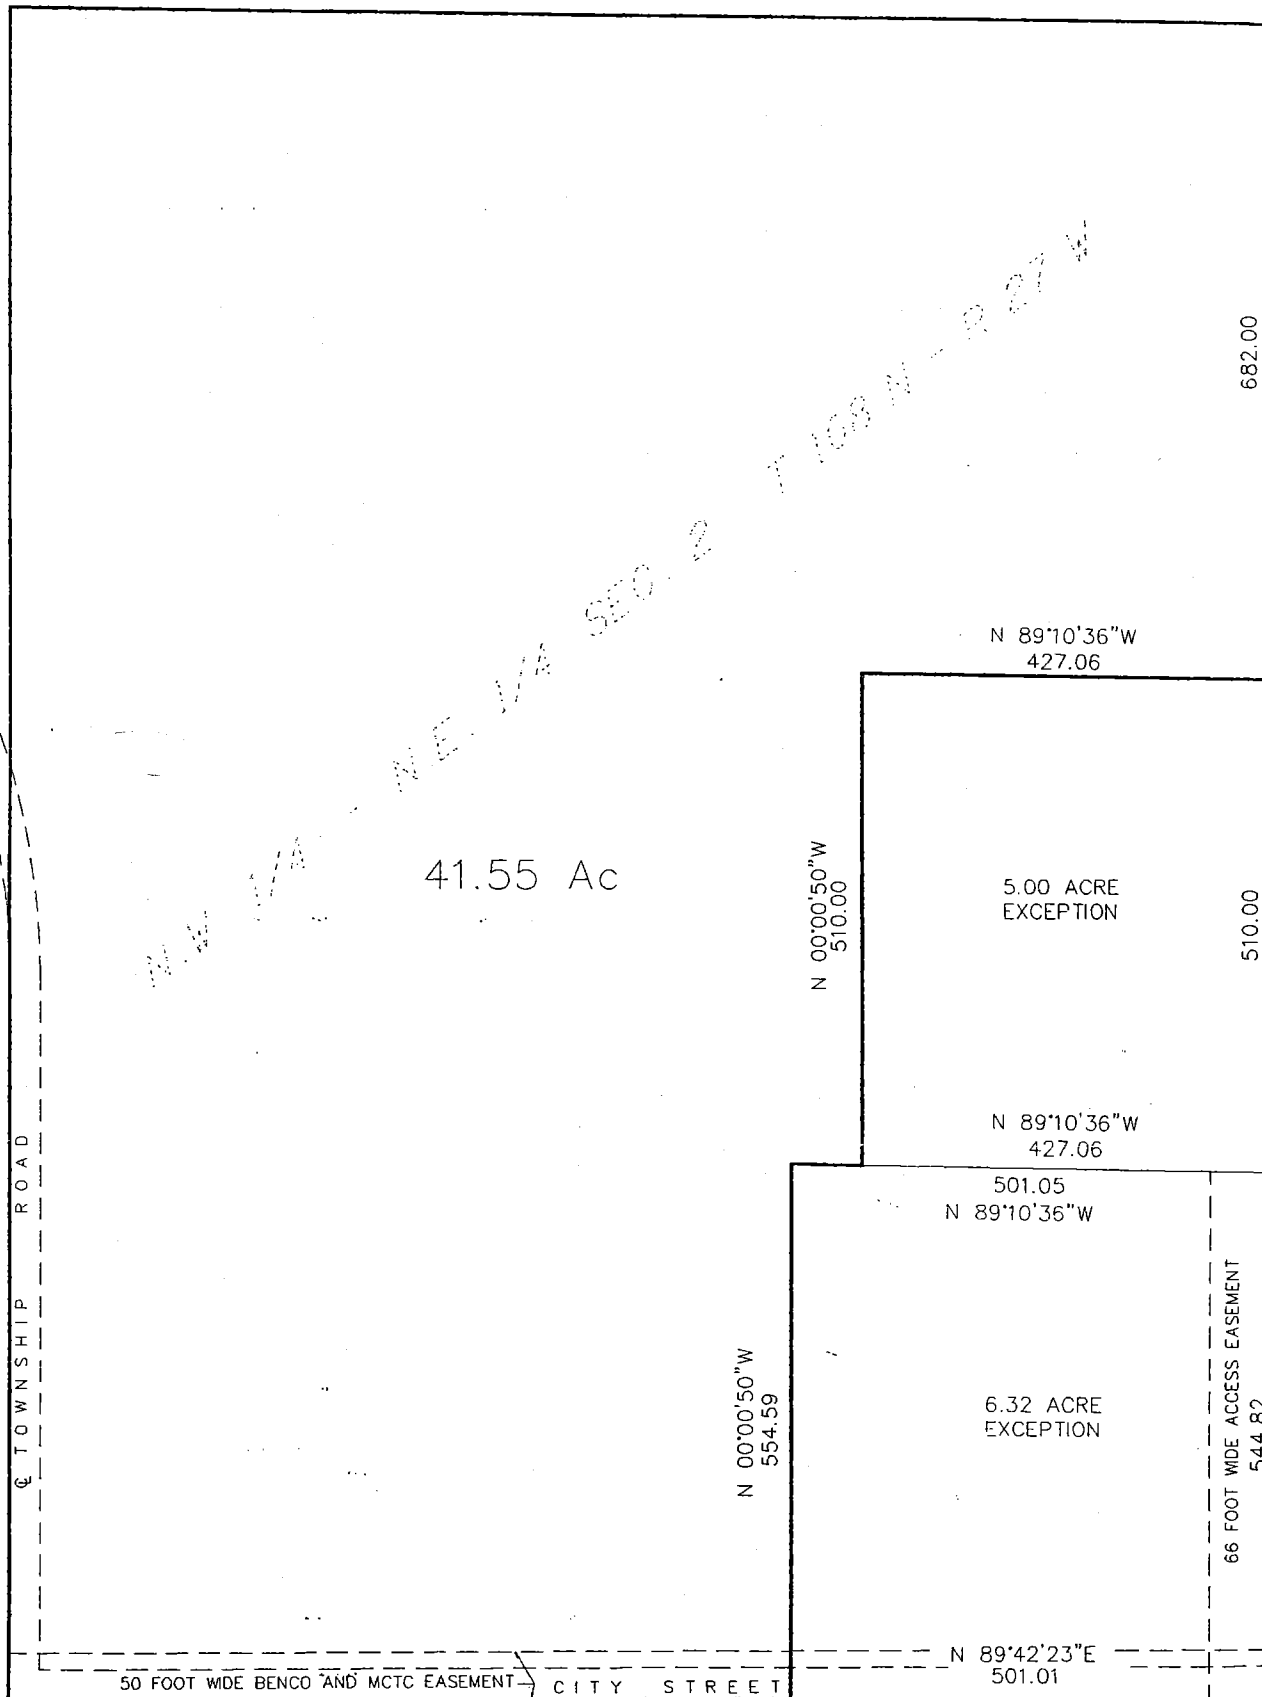 682.00
N.W. 1/4 - N.E. 1/4 SEC. 2 T 108 N - R 27 W
N 89°10'36"W
427.06
41.55 Ac
N 00°00'50"W
510.00
5.00 ACRE
EXCEPTION
510.00
N 89°10'36"W
427.06
501.05
N 89°10'36"W
℄ TOWNSHIP ROAD
N 00°00'50"W
554.59
6.32 ACRE
EXCEPTION
66 FOOT WIDE ACCESS EASEMENT
544.82
N 89°42'23"E
501.01
50 FOOT WIDE BENCO AND MCTC EASEMENT
CITY STREET